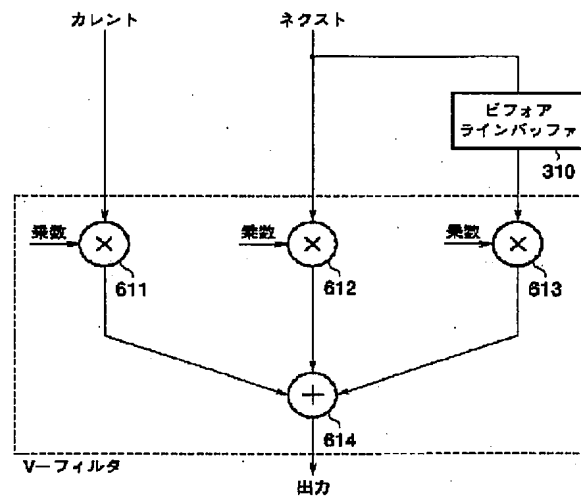 カレント
ネクスト
ビフォア
ラインバッファ
310
乗数
×
611
乗数
×
612
乗数
×
613
+
614
V−フィルタ
出力